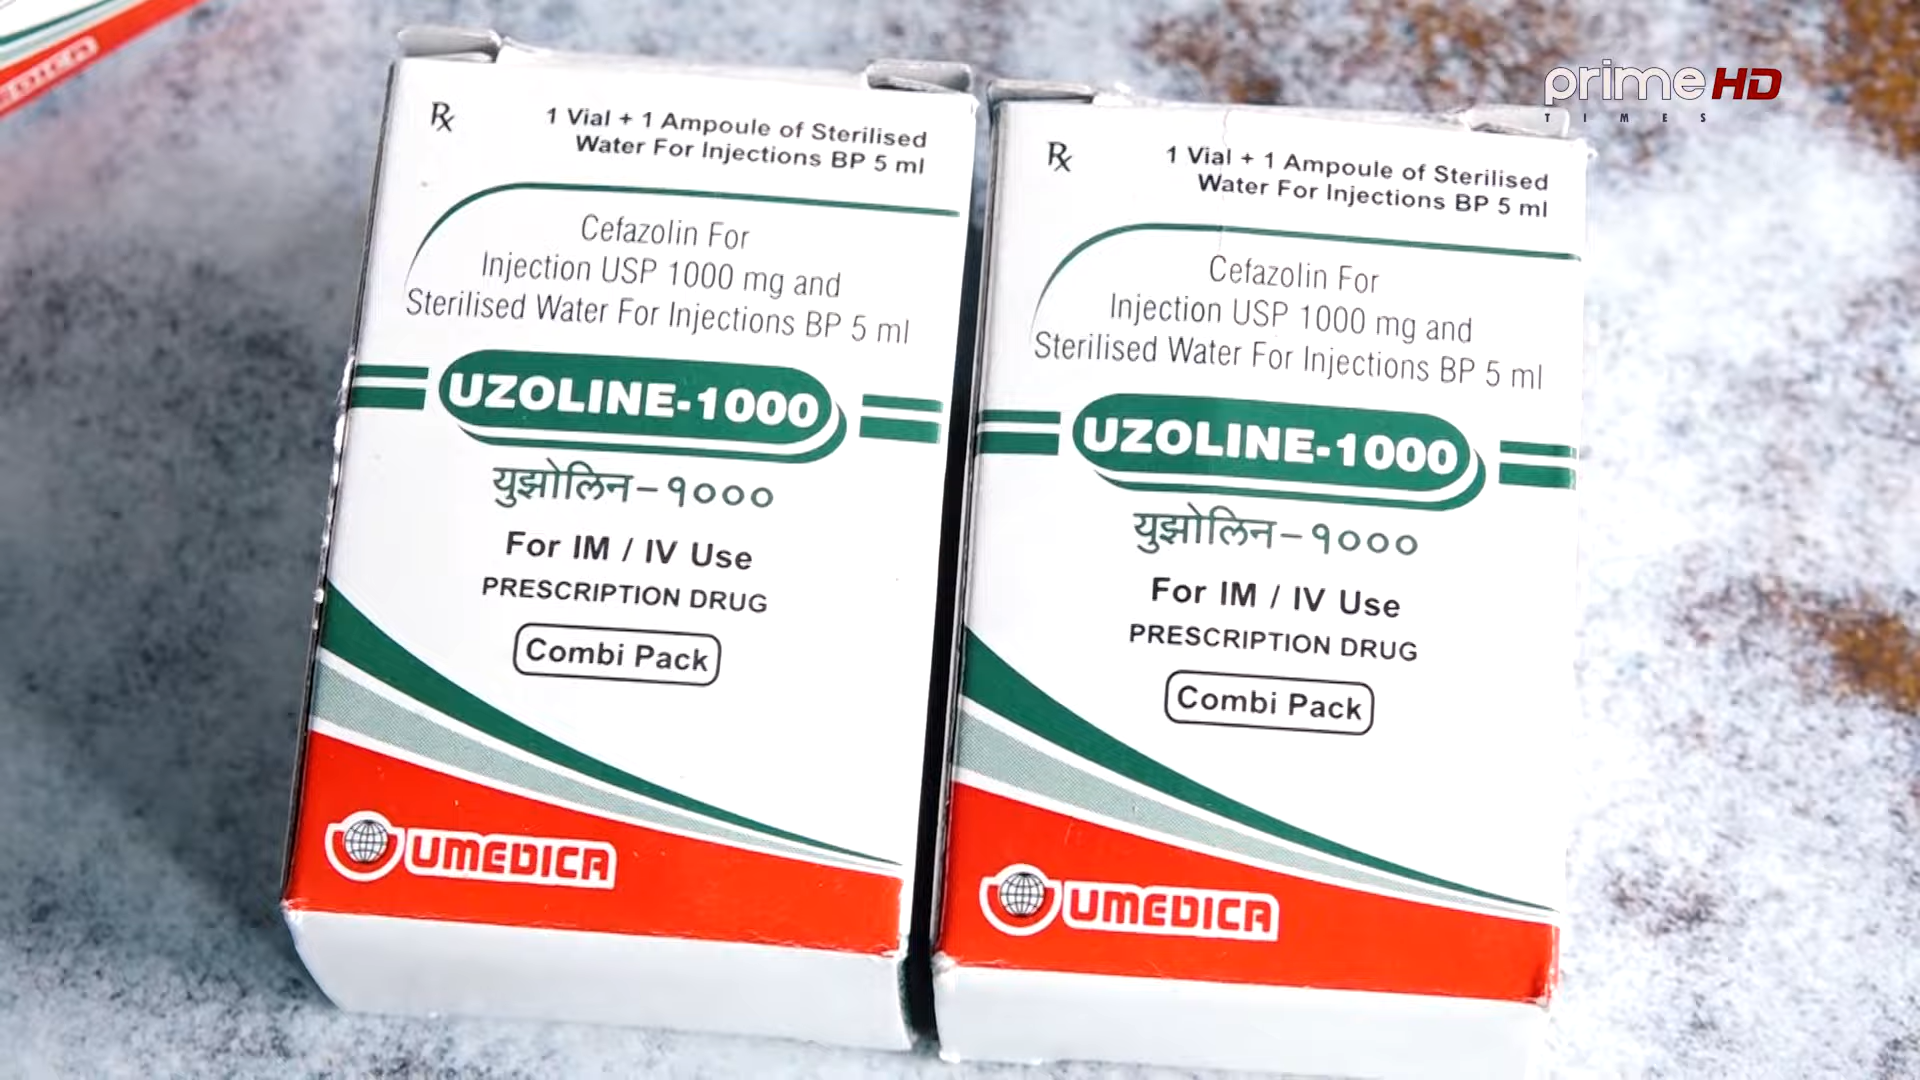 prime HD
TIMES
Rx
1 Vial + 1 Ampoule of Sterilised
Water For Injections BP 5 ml
Cefazolin For
Injection USP 1000 mg and
Sterilised Water For Injections BP 5 ml
UZOLINE-1000
युझोलिन-१०००
For IM / IV Use
PRESCRIPTION DRUG
Combi Pack
UMEDICA
Rx
1 Vial + 1 Ampoule of Sterilised
Water For Injections BP 5 ml
Cefazolin For
Injection USP 1000 mg and
Sterilised Water For Injections BP 5 ml
UZOLINE-1000
युझोलिन-१०००
For IM / IV Use
PRESCRIPTION DRUG
Combi Pack
UMEDICA